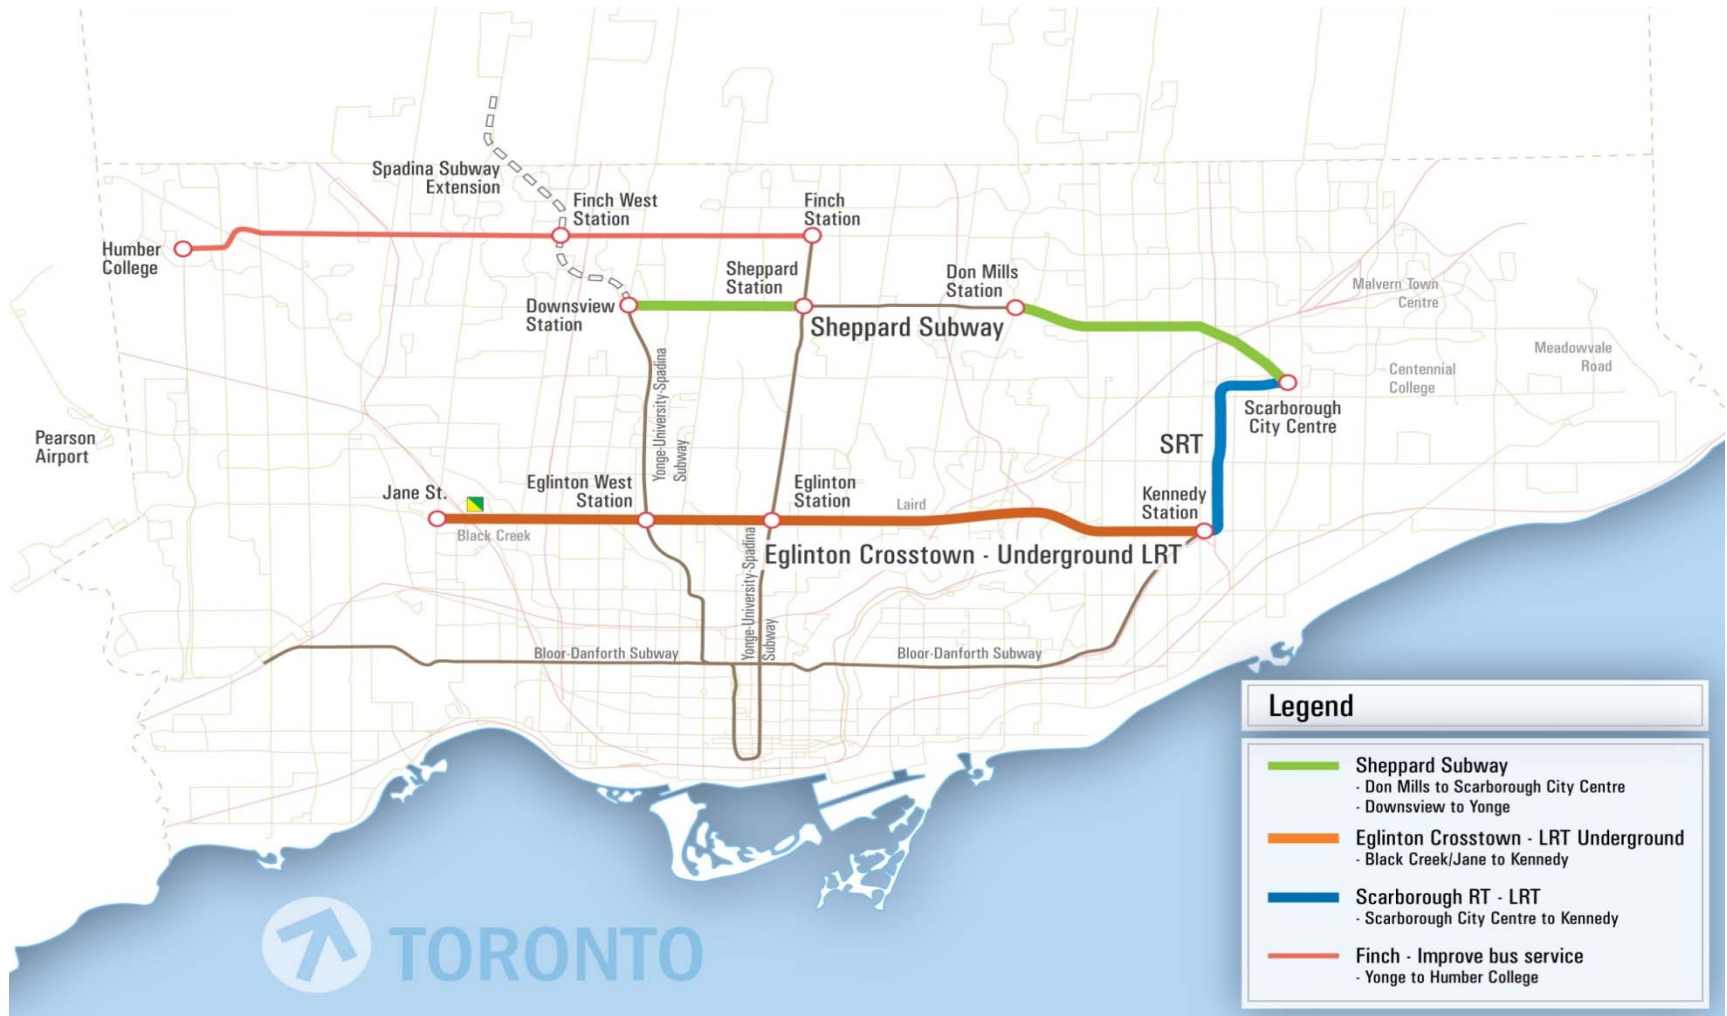 Spadina Subway
Extension
Finch West
Station
Finch
Station
Humber
College
Sheppard
Station
Don Mills
Station
Downsview
Station
Sheppard Subway
Malvern Town
Centre
Meadowvale
Road
Centennial
College
Yonge-University-Spadina
Subway
Scarborough
City Centre
Pearson
Airport
SRT
Jane St.
Eglinton West
Station
Eglinton
Station
Laird
Kennedy
Station
Black Creek
Eglinton Crosstown - Underground LRT
Yonge-University-Spadina
Subway
Bloor-Danforth Subway
Bloor-Danforth Subway
Legend
Sheppard Subway
- Don Mills to Scarborough City Centre
- Downsview to Yonge
Eglinton Crosstown - LRT Underground
- Black Creek/Jane to Kennedy
Scarborough RT - LRT
- Scarborough City Centre to Kennedy
Finch - Improve bus service
- Yonge to Humber College
TORONTO